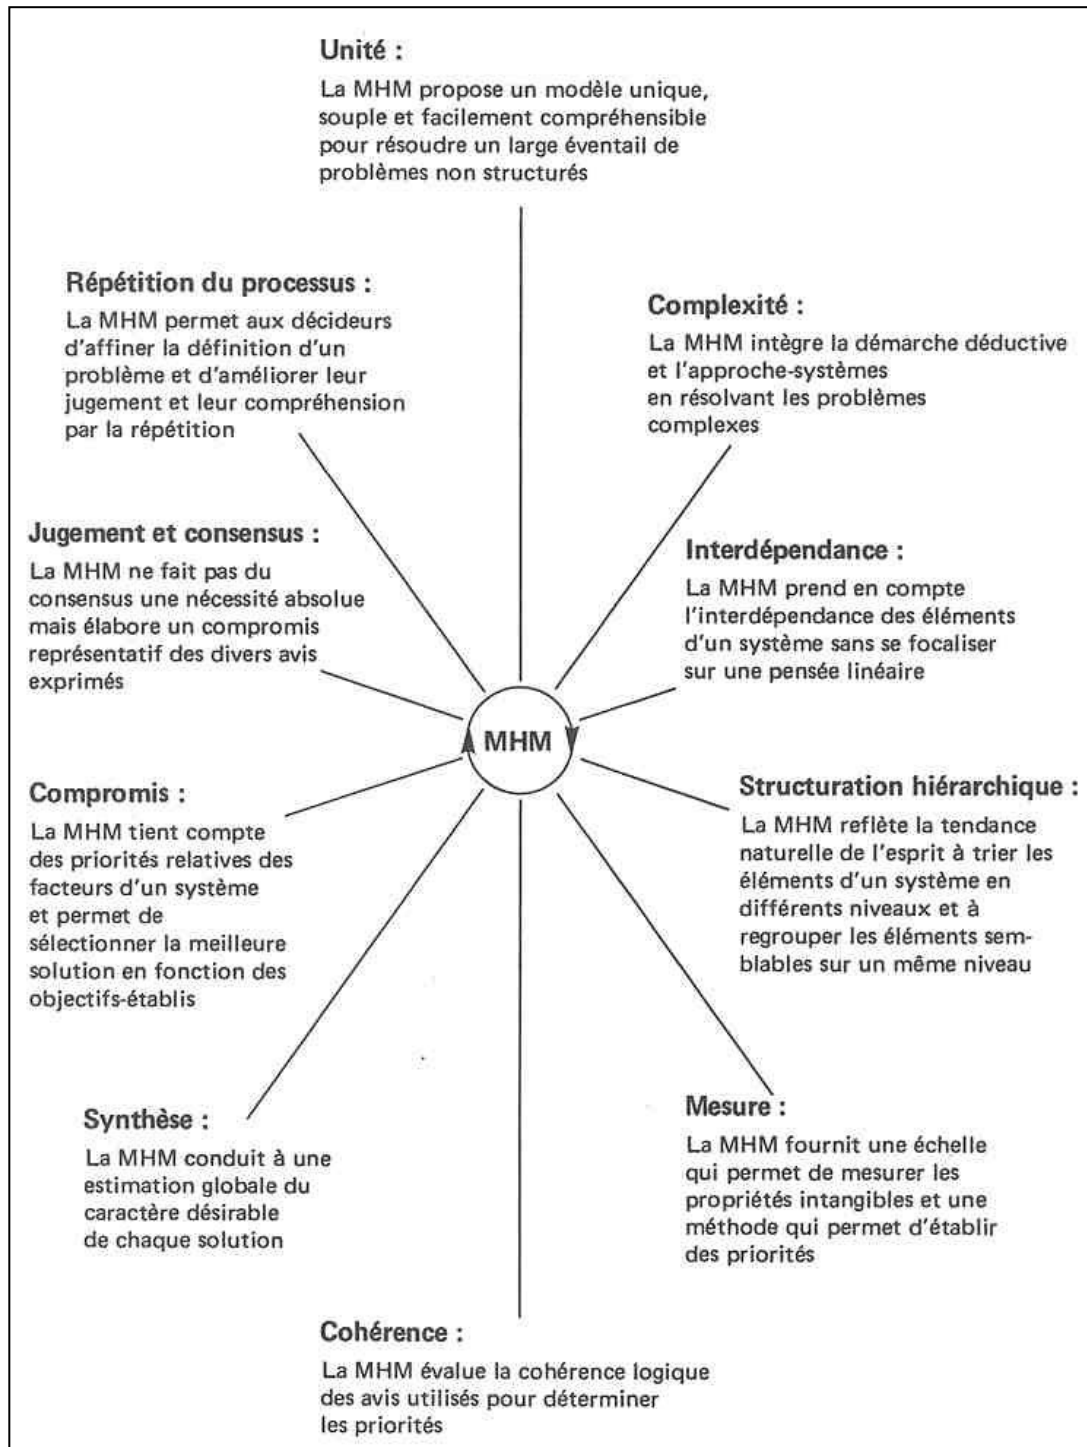 Unité :
La MHM propose un modèle unique,
souple et facilement compréhensible
pour résoudre un large éventail de
problèmes non structurés
Répétition du processus :
La MHM permet aux décideurs
d'affiner la définition d'un
problème et d'améliorer leur
jugement et leur compréhension
par la répétition
Complexité :
La MHM intègre la démarche déductive
et l'approche-systèmes
en résolvant les problèmes
complexes
Jugement et consensus :
La MHM ne fait pas du
consensus une nécessité absolue
mais élabore un compromis
représentatif des divers avis
exprimés
Interdépendance :
La MHM prend en compte
l'interdépendance des éléments
d'un système sans se focaliser
sur une pensée linéaire
MHM
Compromis :
La MHM tient compte
des priorités relatives des
facteurs d'un système
et permet de
sélectionner la meilleure
solution en fonction des
objectifs-établis
Structuration hiérarchique :
La MHM reflète la tendance
naturelle de l'esprit à trier les
éléments d'un système en
différents niveaux et à
regrouper les éléments sem-
blables sur un même niveau
Synthèse :
La MHM conduit à une
estimation globale du
caractère désirable
de chaque solution
Mesure :
La MHM fournit une échelle
qui permet de mesurer les
propriétés intangibles et une
méthode qui permet d'établir
des priorités
Cohérence :
La MHM évalue la cohérence logique
des avis utilisés pour déterminer
les priorités